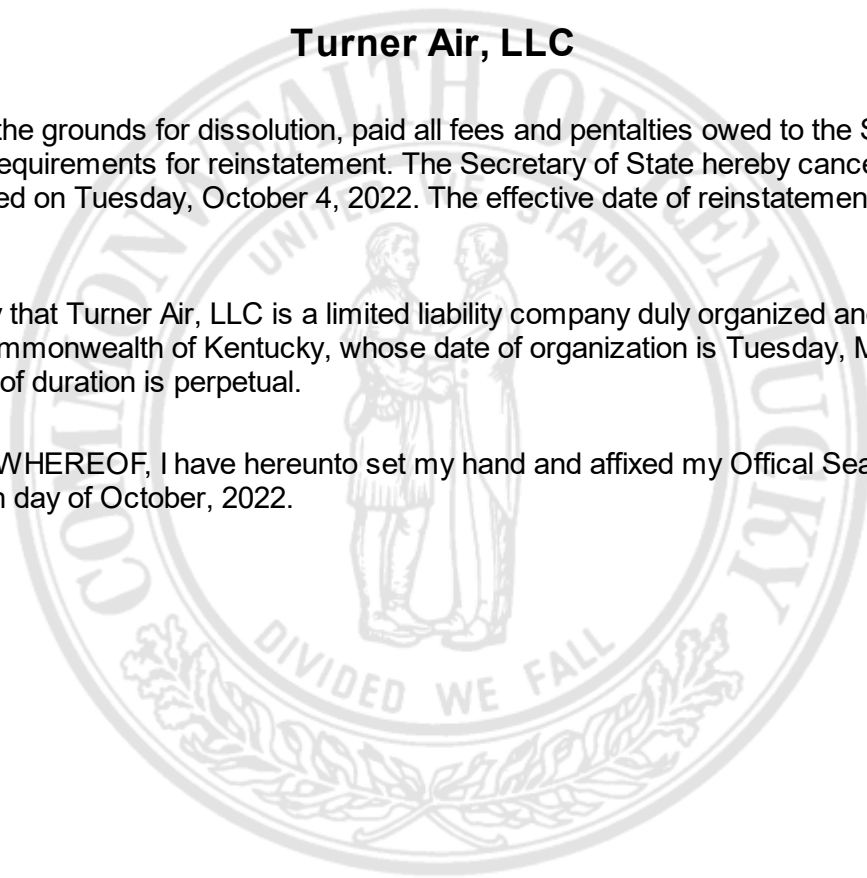 Turner Air, LLC
the grounds for dissolution, paid all fees and pentalties owed to the
equirements for reinstatement. The Secretary of State hereby
ed on Tuesday, October 4, 2022. The effective date of
that Turner Air, LLC is a limited liability company duly organized
mmonwealth of Kentucky, whose date of organization is Tuesday,
of duration is perpetual.
WHEREOF, I have hereunto set my hand and affixed my Offical
day of October, 2022.
COMMONWEALTH OF KENTUCKY
UNITED WE STAND
DIVIDED WE FALL